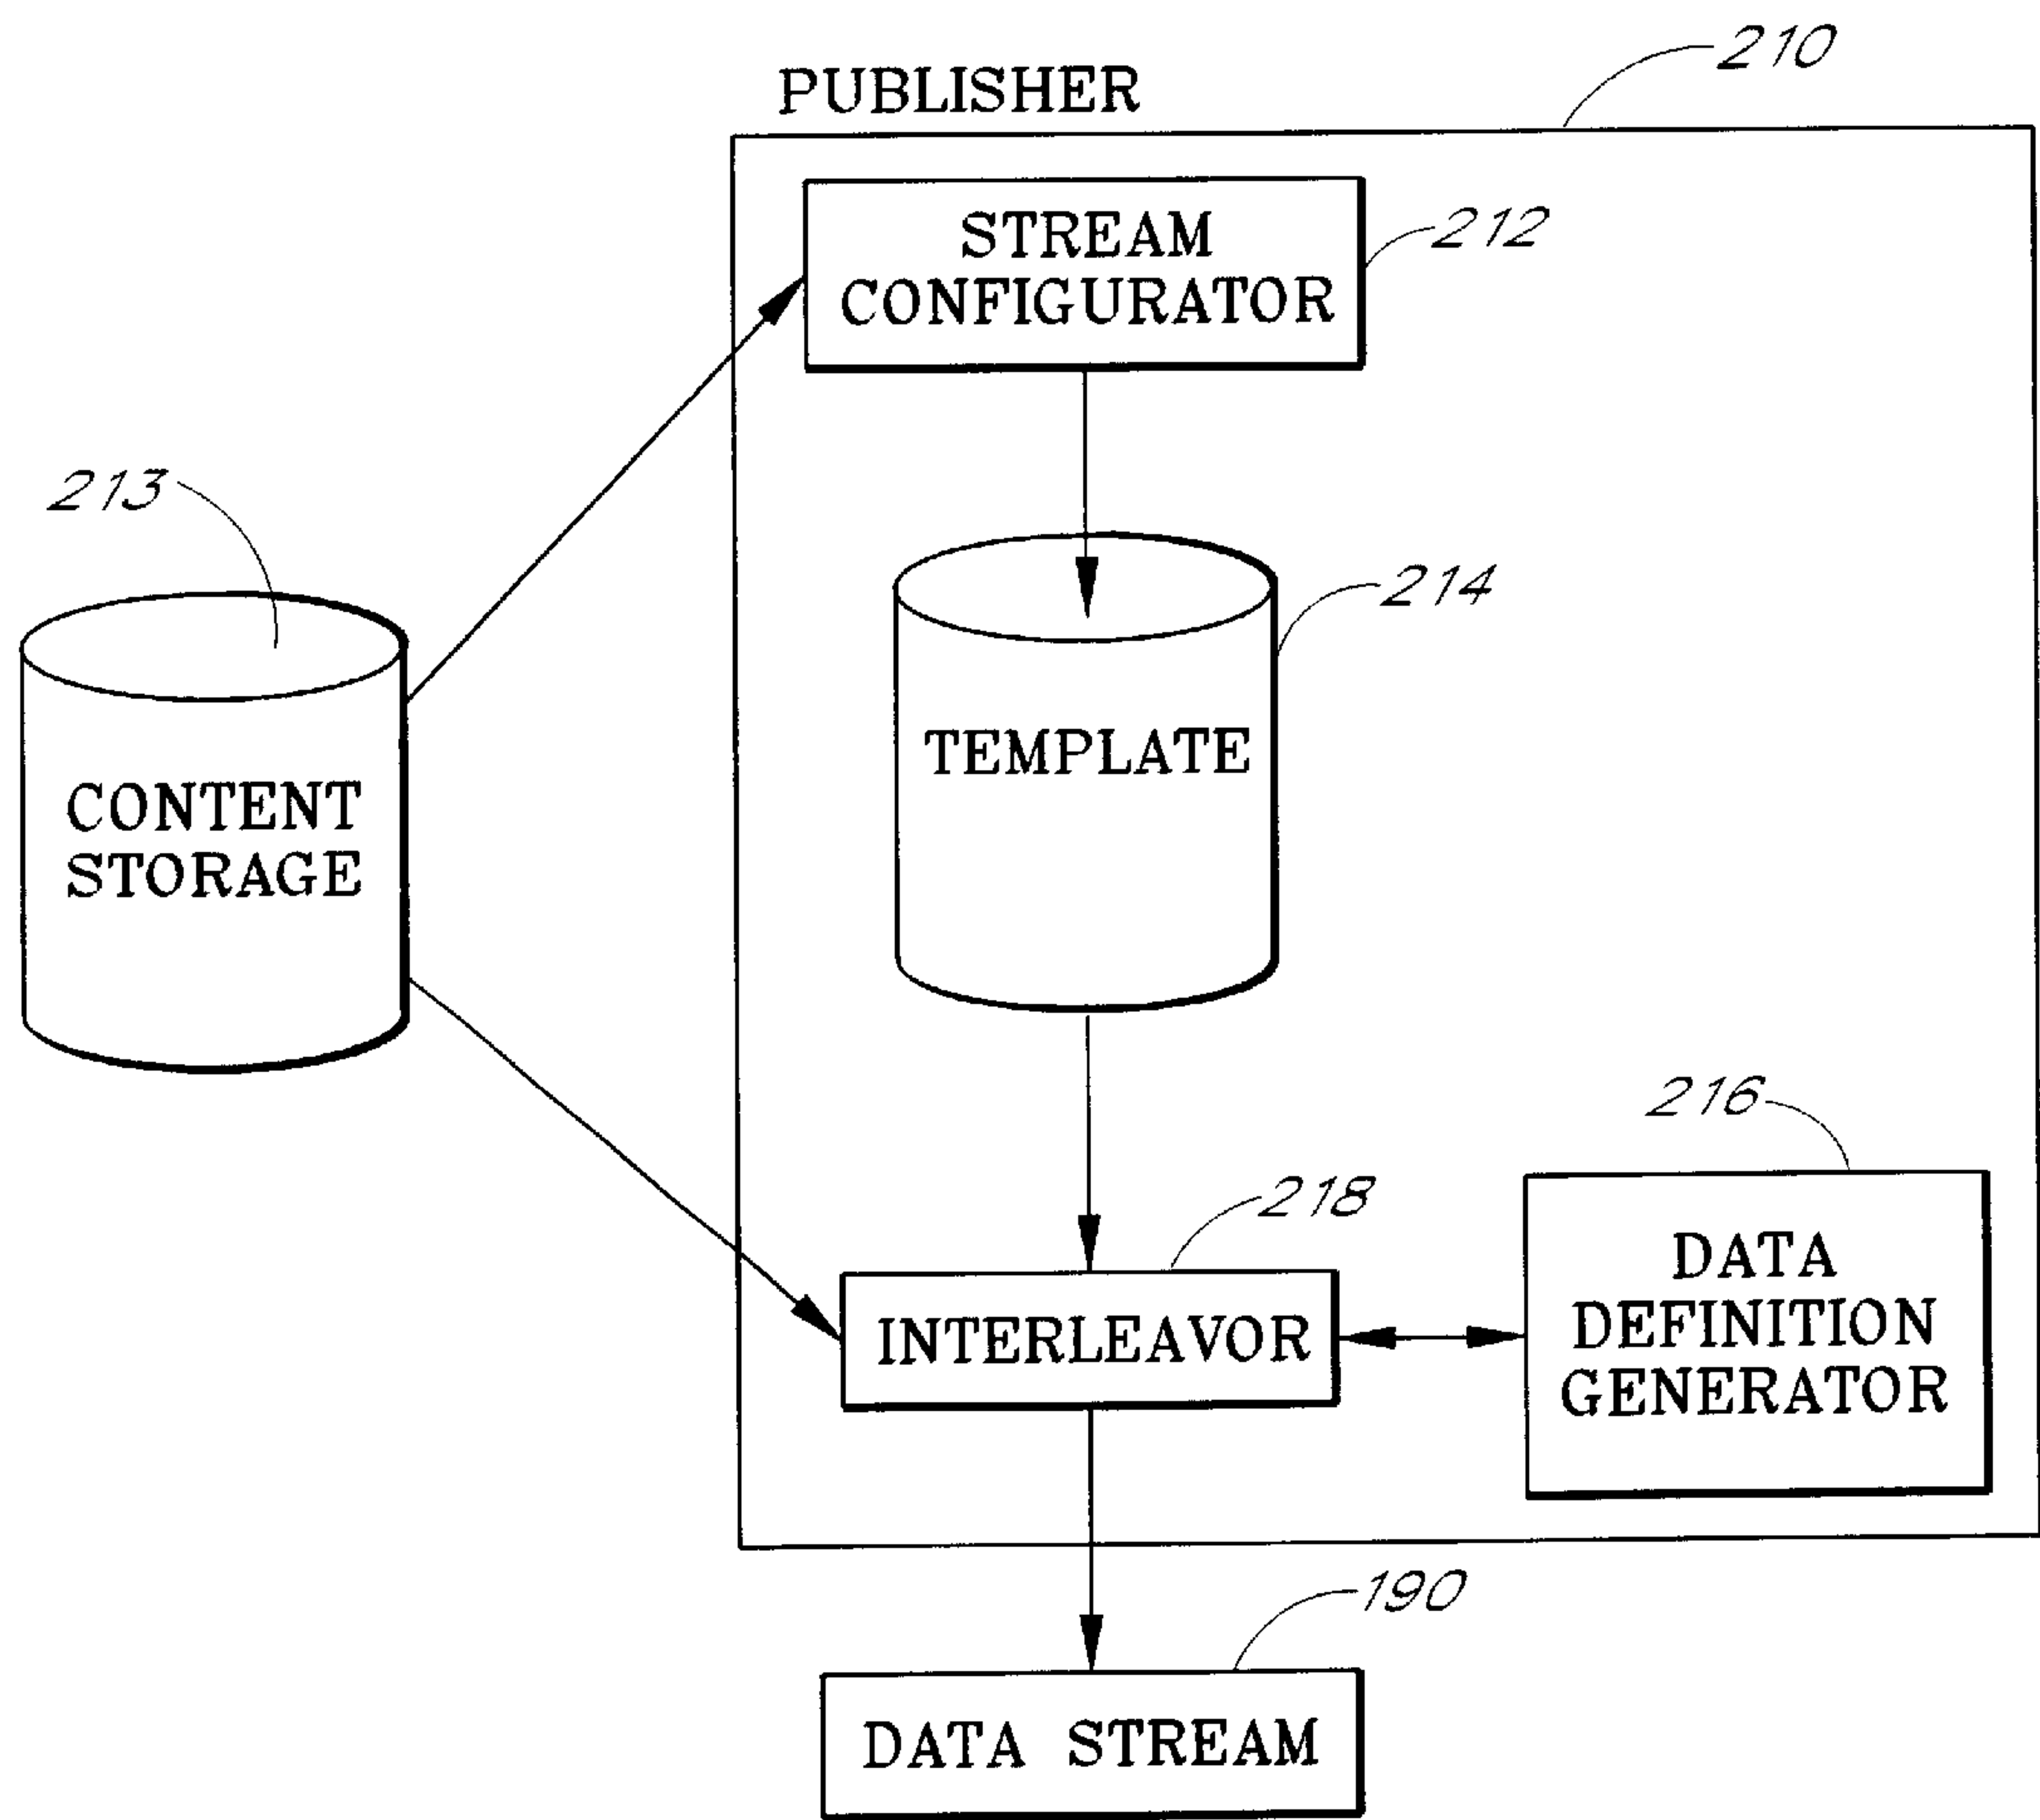 210
PUBLISHER
STREAM
CONFIGURATOR
212
213
214
TEMPLATE
CONTENT
STORAGE
216
218
DATA
DEFINITION
GENERATOR
INTERLEAVOR
190
DATA STREAM